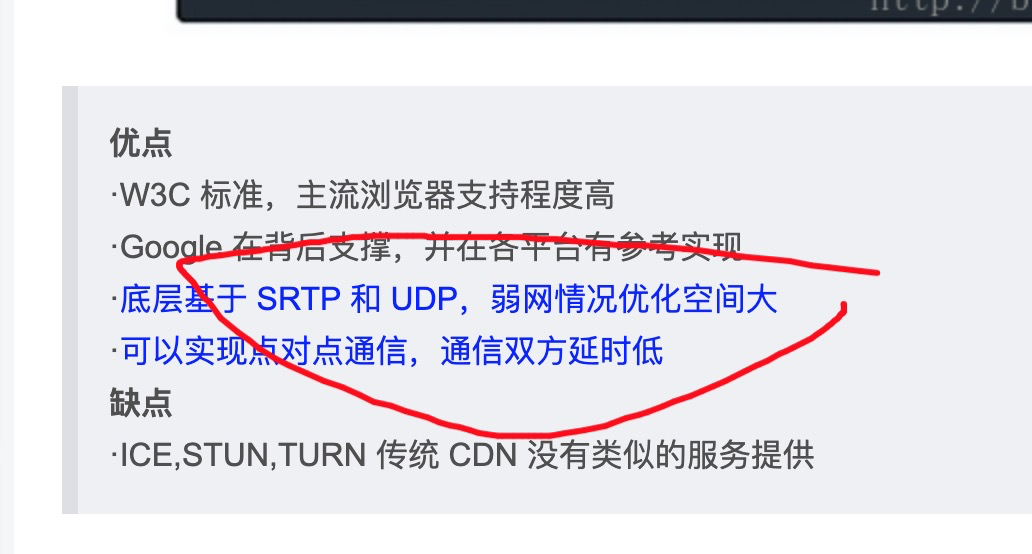 优点
·W3C 标准，主流浏览器支持程度高
·Google 在背后支撑，并在各平台有参考实现
·底层基于 SRTP 和 UDP，弱网情况优化空间大
·可以实现点对点通信，通信双方延时低
缺点
·ICE,STUN,TURN 传统 CDN 没有类似的服务提供